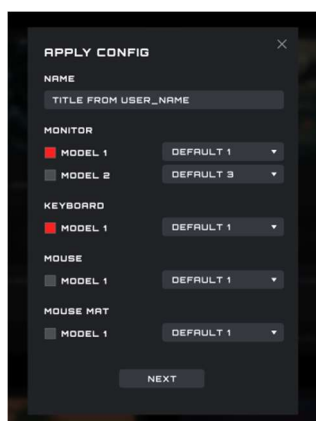 APPLY CONFIG
NAME
TITLE FROM USER_NAME
MONITOR
MODEL 1 DEFAULT 1
MODEL 2 DEFAULT 3
KEYBOARD
MODEL 1 DEFAULT 1
MOUSE
MODEL 1 DEFAULT 1
MOUSE MAT
MODEL 1 DEFAULT 1
NEXT